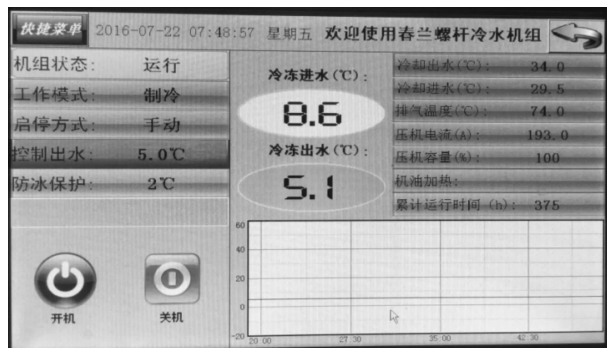 快捷菜单 2016-07-22 07:48:57 星期五 欢迎使用春兰螺杆冷水机组
机组状态: 运行
工作模式: 制冷
启停方式: 手动
控制出水: 5.0℃
防冰保护: 2℃
冷冻进水(℃):
8.6
冷冻出水(℃):
5.1
冷却出水(℃): 34.0
冷却进水(℃): 29.5
排气温度(℃): 74.0
压机电流(A): 193.0
压机容量(%): 100
机油加热:
累计运行时间(h): 375
开机
关机
60
40
20
0
-20
20 00 27 30 35 00 42 30